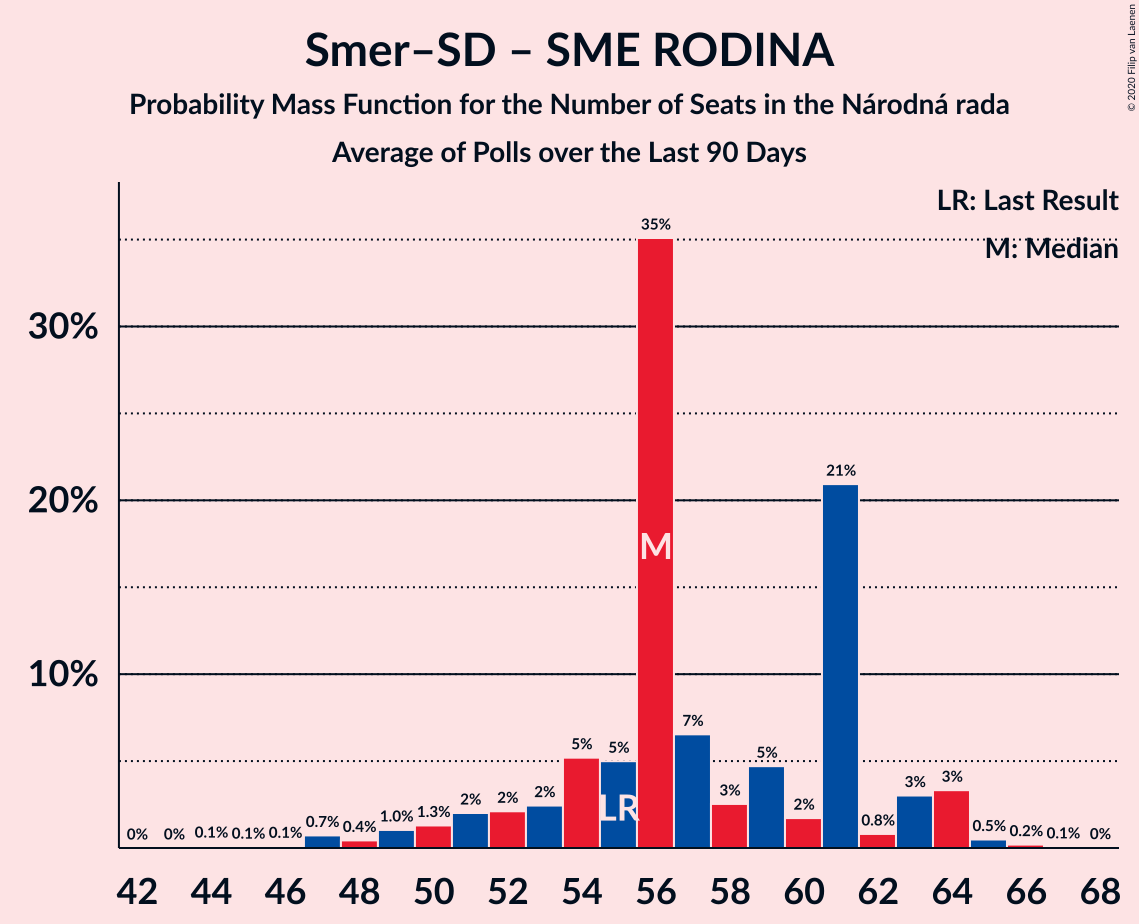 Smer–SD – SME RODINA
Probability Mass Function for the Number of Seats in the Národná rada
Average of Polls over the Last 90 Days
© 2020 Filip van Laenen
LR: Last Result
M: Median
30%
20%
10%
0% 0% 0.1% 0.1% 0.1% 0.7% 0.4% 1.0% 1.3% 2% 2% 2% 5% 5% 35% 7% 3% 5% 2% 21% 0.8% 3% 3% 0.5% 0.2% 0.1% 0%
LR
M
42 44 46 48 50 52 54 56 58 60 62 64 66 68